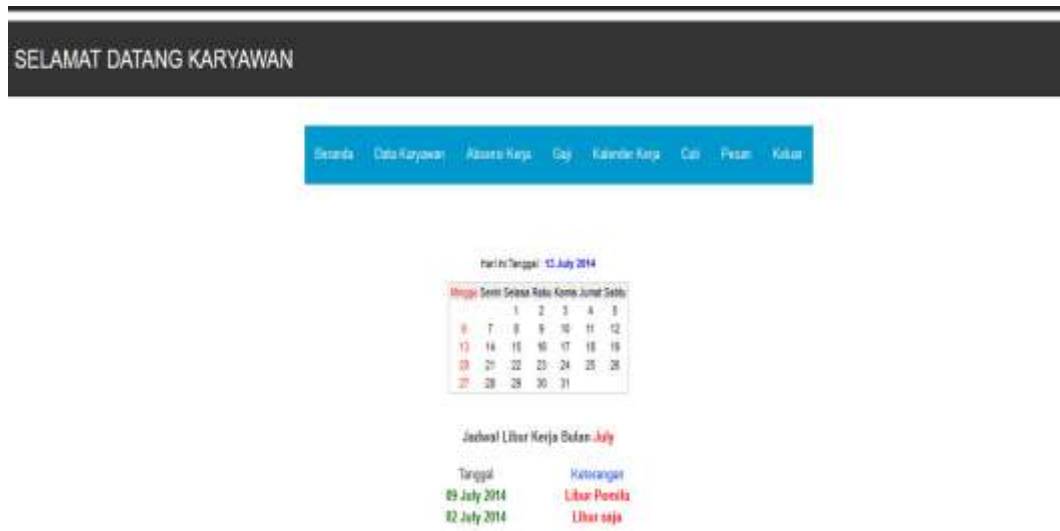 SELAMAT DATANG KARYAWAN
Beranda Data Karyawan Absensi Kerja Gaji Kalender Kerja Cuti Pesan Keluar
Hari Ini Tanggal 13 July 2014
Minggu Senin Selasa Rabu Kamis Jumat Sabtu
1 2 3 4 5
6 7 8 9 10 11 12
13 14 15 16 17 18 19
20 21 22 23 24 25 26
27 28 29 30 31
Jadwal Libur Kerja Bulan July
Tanggal Keterangan
09 July 2014 Libur Pemilu
02 July 2014 Libur saja